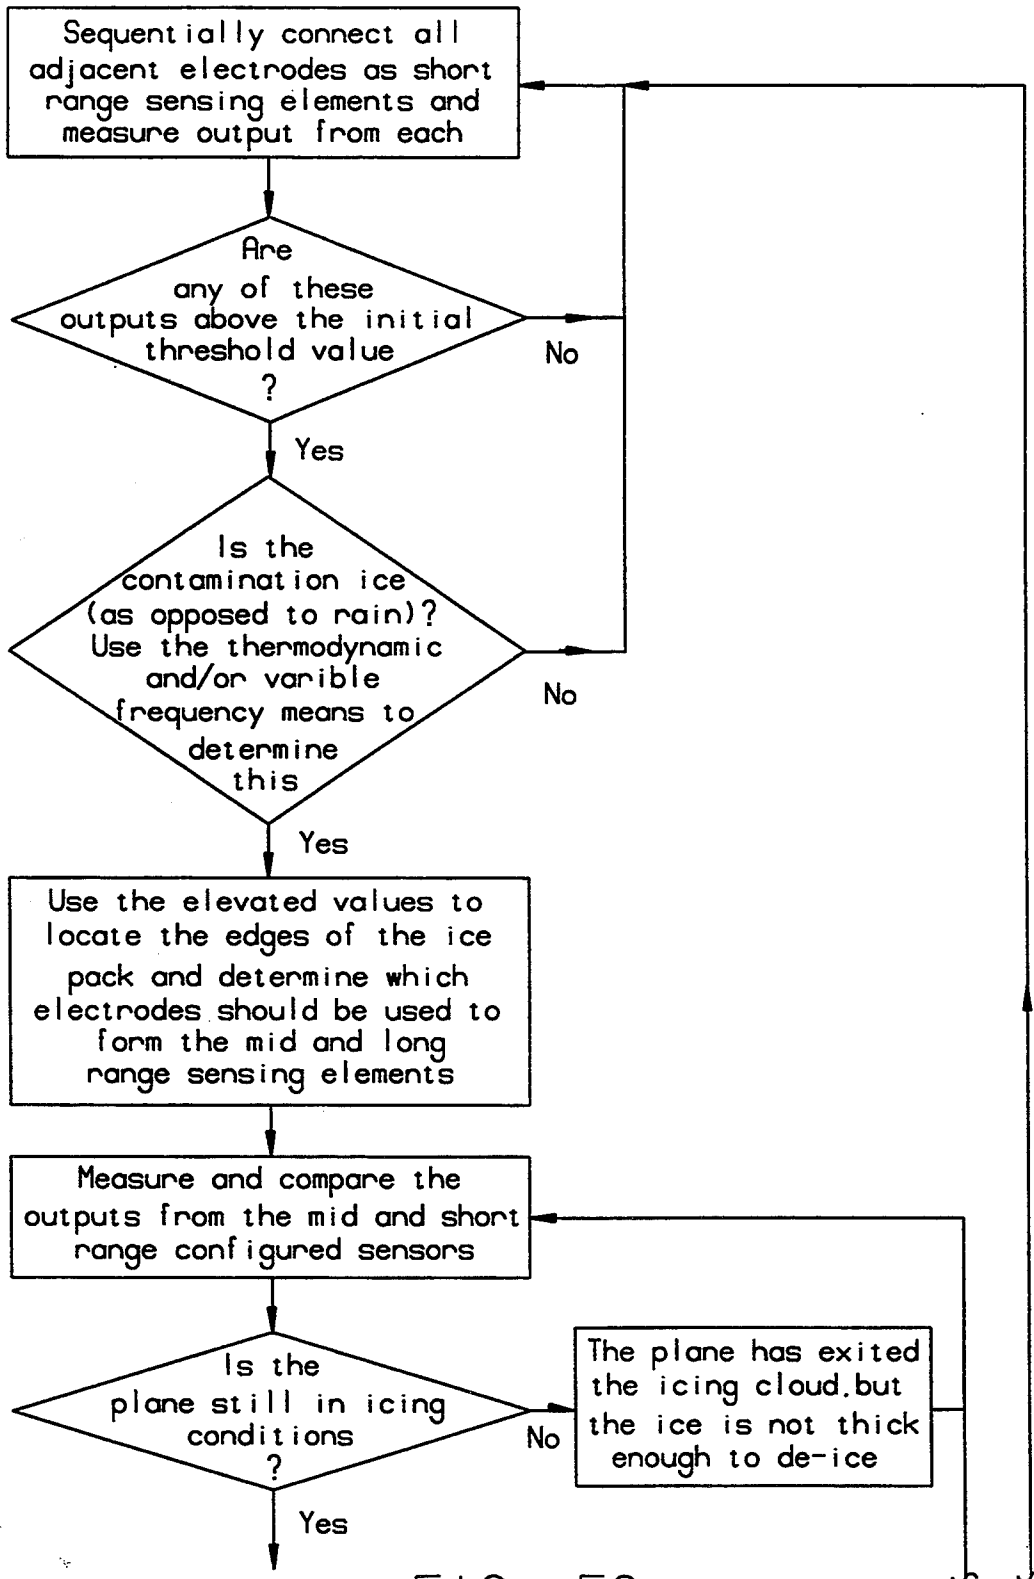 Sequentially connect all
adjacent electrodes as short
range sensing elements and
measure output from each
Are
any of these
outputs above the initial
threshold value
?
No
Yes
Is the
contamination ice
(as opposed to rain)?
Use the thermodynamic
and/or varible
frequency means to
determine
this
No
Yes
Use the elevated values to
locate the edges of the ice
pack and determine which
electrodes should be used to
form the mid and long
range sensing elements
Measure and compare the
outputs from the mid and short
range configured sensors
Is the
plane still in icing
conditions
?
No
The plane has exited
the icing cloud,but
the ice is not thick
enough to de-ice
Yes